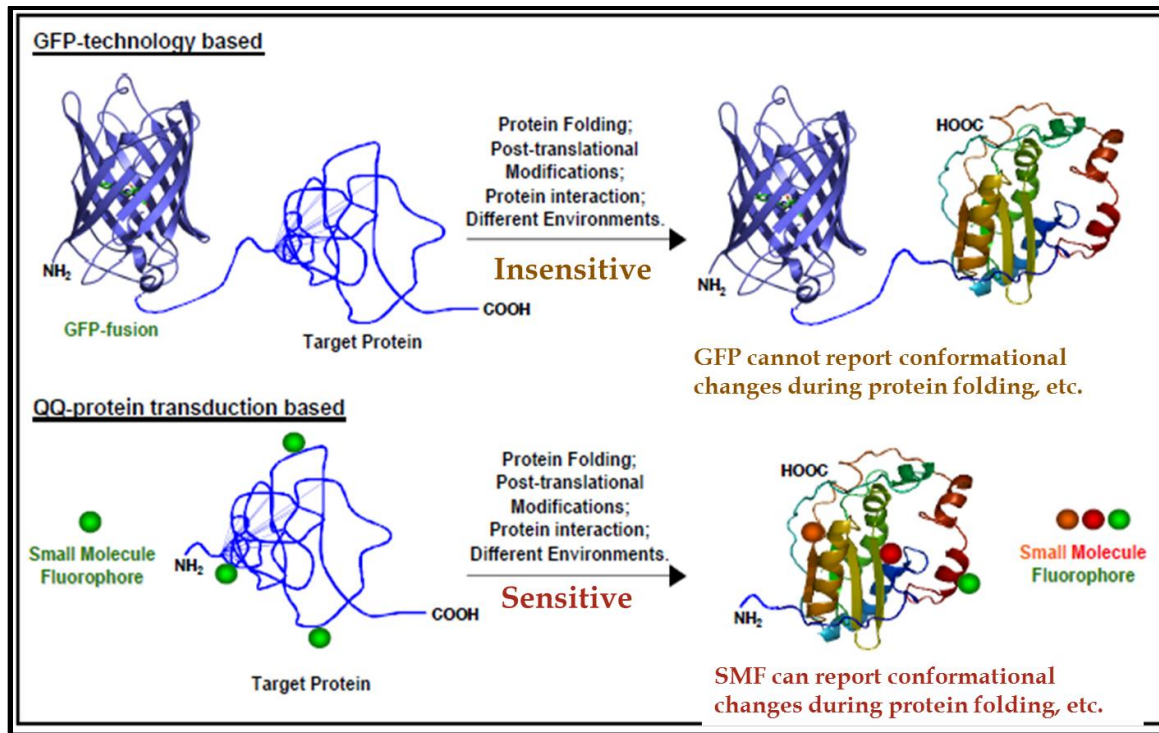 GFP-technology based
HOOC
Protein Folding;
Post-translational
Modifications;
Protein interaction;
Different Environments.
Insensitive
NH2
COOH
NH2
GFP-fusion
Target Protein
GFP cannot report conformational
changes during protein folding, etc.
QQ-protein transduction based
Protein Folding;
Post-translational
Modifications;
Protein interaction;
Different Environments.
HOOC
Small Molecule
Fluorophore
NH2
Small Molecule
Fluorophore
Sensitive
COOH
NH2
Target Protein
SMF can report conformational
changes during protein folding, etc.